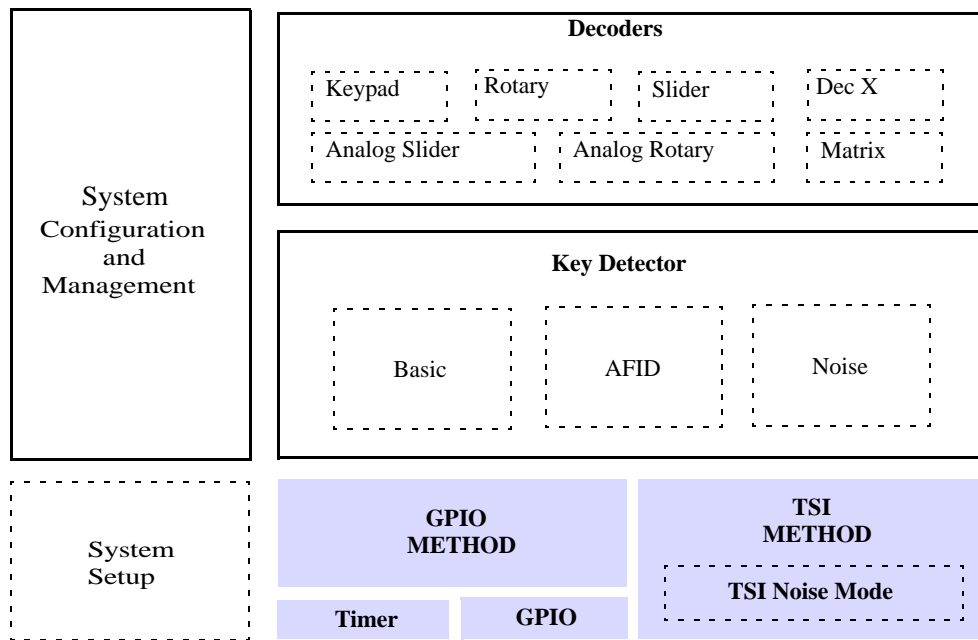 System
Configuration
and
Management
Decoders
Keypad
Rotary
Slider
Dec X
Analog Slider
Analog Rotary
Matrix
Key Detector
Basic
AFID
Noise
System
Setup
GPIO
METHOD
Timer
GPIO
TSI
METHOD
TSI Noise Mode